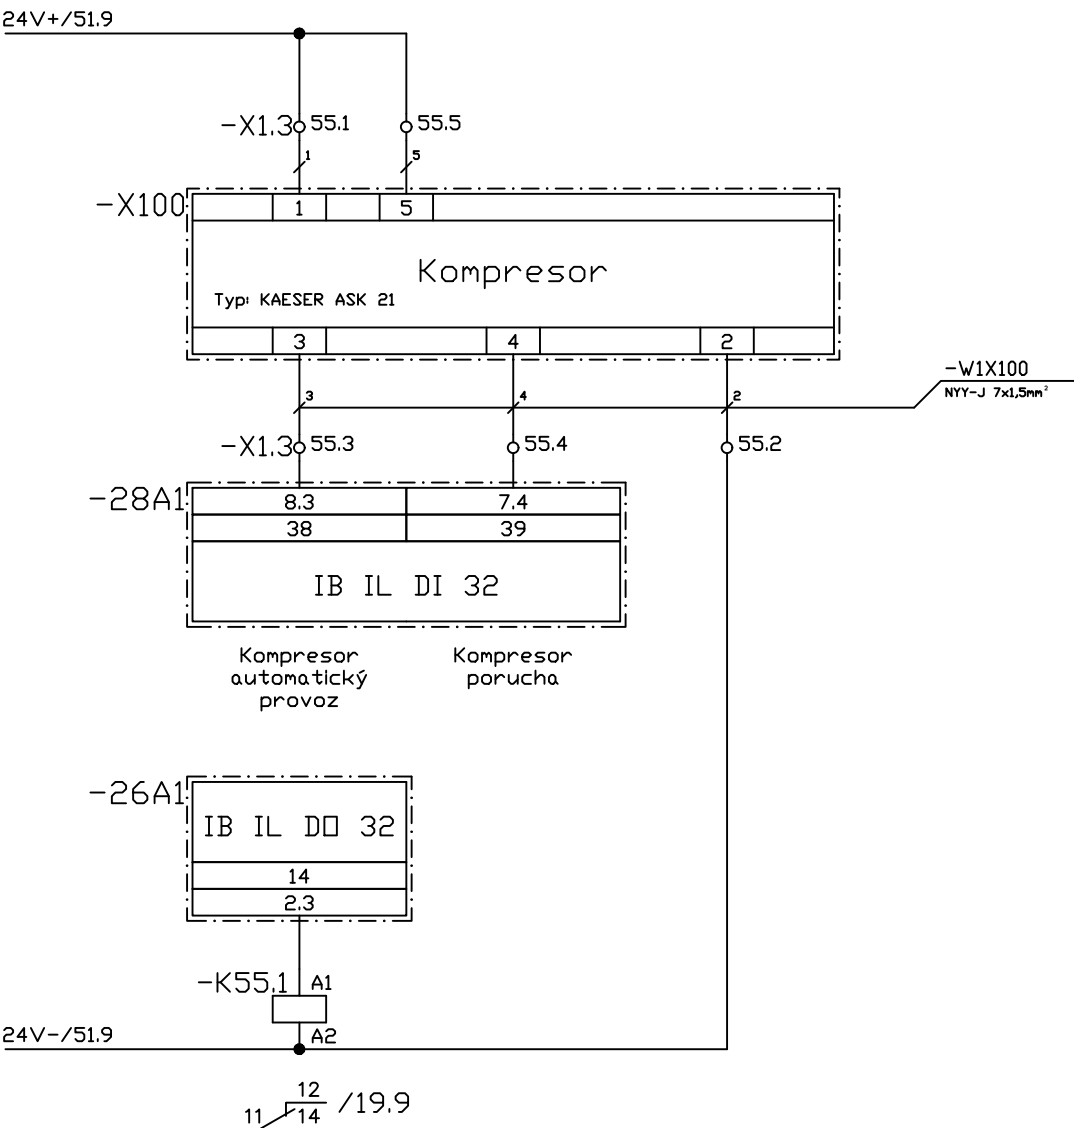 24V+/51.9
-X1.3 55.1 55.5
1 5
-X100 1 5
Kompresor
Typ: KAESER ASK 21
3 4 2
-W1X100
NYY-J 7x1,5mm²
3 4 2
-X1.3 55.3 55.4 55.2
-28A1 8.3 7.4
38 39
IB IL DI 32
Kompresor
automatický
provoz
Kompresor
porucha
-26A1
IB IL DO 32
14
2.3
-K55.1 A1
24V-/51.9 A2
12
11 14 /19.9